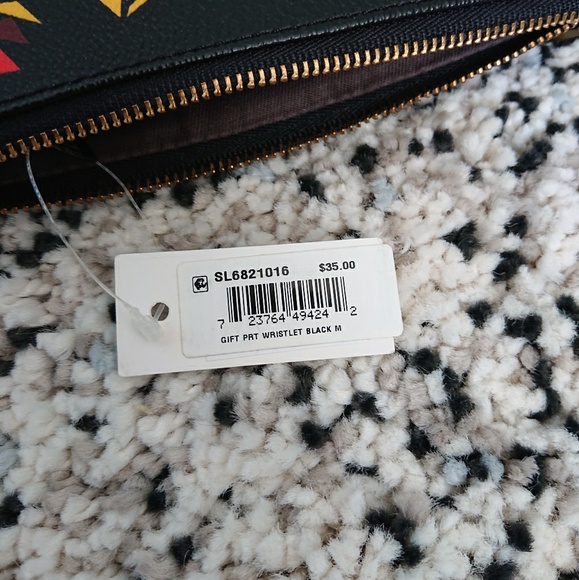 SL6821016 $35.00
7 23764 49424 2
GIFT PRT WRISTLET BLACK M